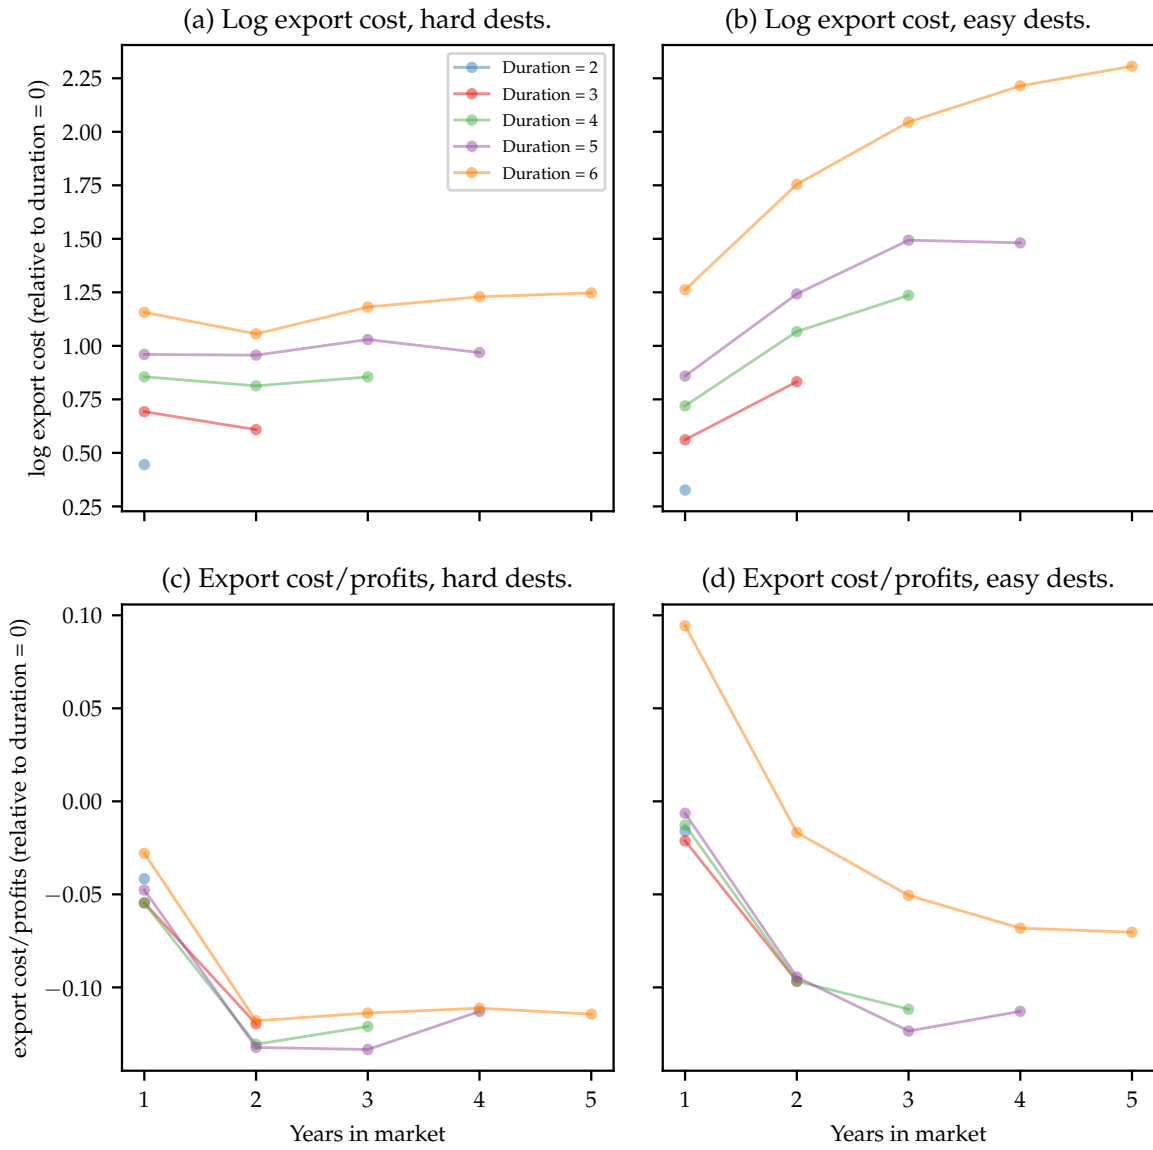 (a) Log export cost, hard dests.
(b) Log export cost, easy dests.
log export cost (relative to duration = 0)
2.25
2.00
1.75
1.50
1.25
1.00
0.75
0.50
0.25
Duration = 2
Duration = 3
Duration = 4
Duration = 5
Duration = 6
(c) Export cost/profits, hard dests.
(d) Export cost/profits, easy dests.
export cost/profits (relative to duration = 0)
0.10
0.05
0.00
−0.05
−0.10
1 2 3 4 5
1 2 3 4 5
Years in market
Years in market